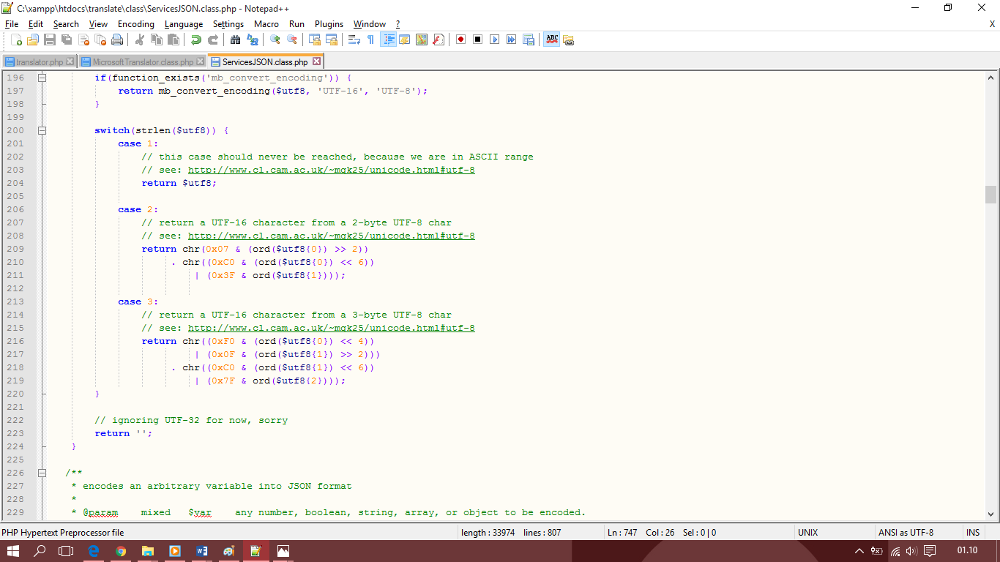 C:\xampp\htdocs\translate\class\ServicesJSON.class.php - Notepad++
File Edit Search View Encoding Language Settings Macro Run Plugins Window ? X
translator.php MicrosoftTranslator.class.php ServicesJSON.class.php
196 if(function_exists('mb_convert_encoding')) {
197 return mb_convert_encoding($utf8, 'UTF-16', 'UTF-8');
198 }
199
200 switch(strlen($utf8)) {
201 case 1:
202 // this case should never be reached, because we are in ASCII range
203 // see: http://www.cl.cam.ac.uk/~mgk25/unicode.html#utf-8
204 return $utf8;
205
206 case 2:
207 // return a UTF-16 character from a 2-byte UTF-8 char
208 // see: http://www.cl.cam.ac.uk/~mgk25/unicode.html#utf-8
209 return chr(0x07 & (ord($utf8{0}) >> 2))
210 . chr((0xC0 & (ord($utf8{0}) << 6))
211 | (0x3F & ord($utf8{1})));
212
213 case 3:
214 // return a UTF-16 character from a 3-byte UTF-8 char
215 // see: http://www.cl.cam.ac.uk/~mgk25/unicode.html#utf-8
216 return chr((0xF0 & (ord($utf8{0}) << 4))
217 | (0x0F & (ord($utf8{1}) >> 2)))
218 . chr((0xC0 & (ord($utf8{1}) << 6))
219 | (0x7F & ord($utf8{2})));
220 }
221
222 // ignoring UTF-32 for now, sorry
223 return '';
224 }
225
226 /**
227 * encodes an arbitrary variable into JSON format
228 *
229 * @param mixed $var any number, boolean, string, array, or object to be encoded.
PHP Hypertext Preprocessor file length : 33974 lines : 807 Ln : 747 Col : 26 Sel : 0 | 0 UNIX ANSI as UTF-8 INS
01.10